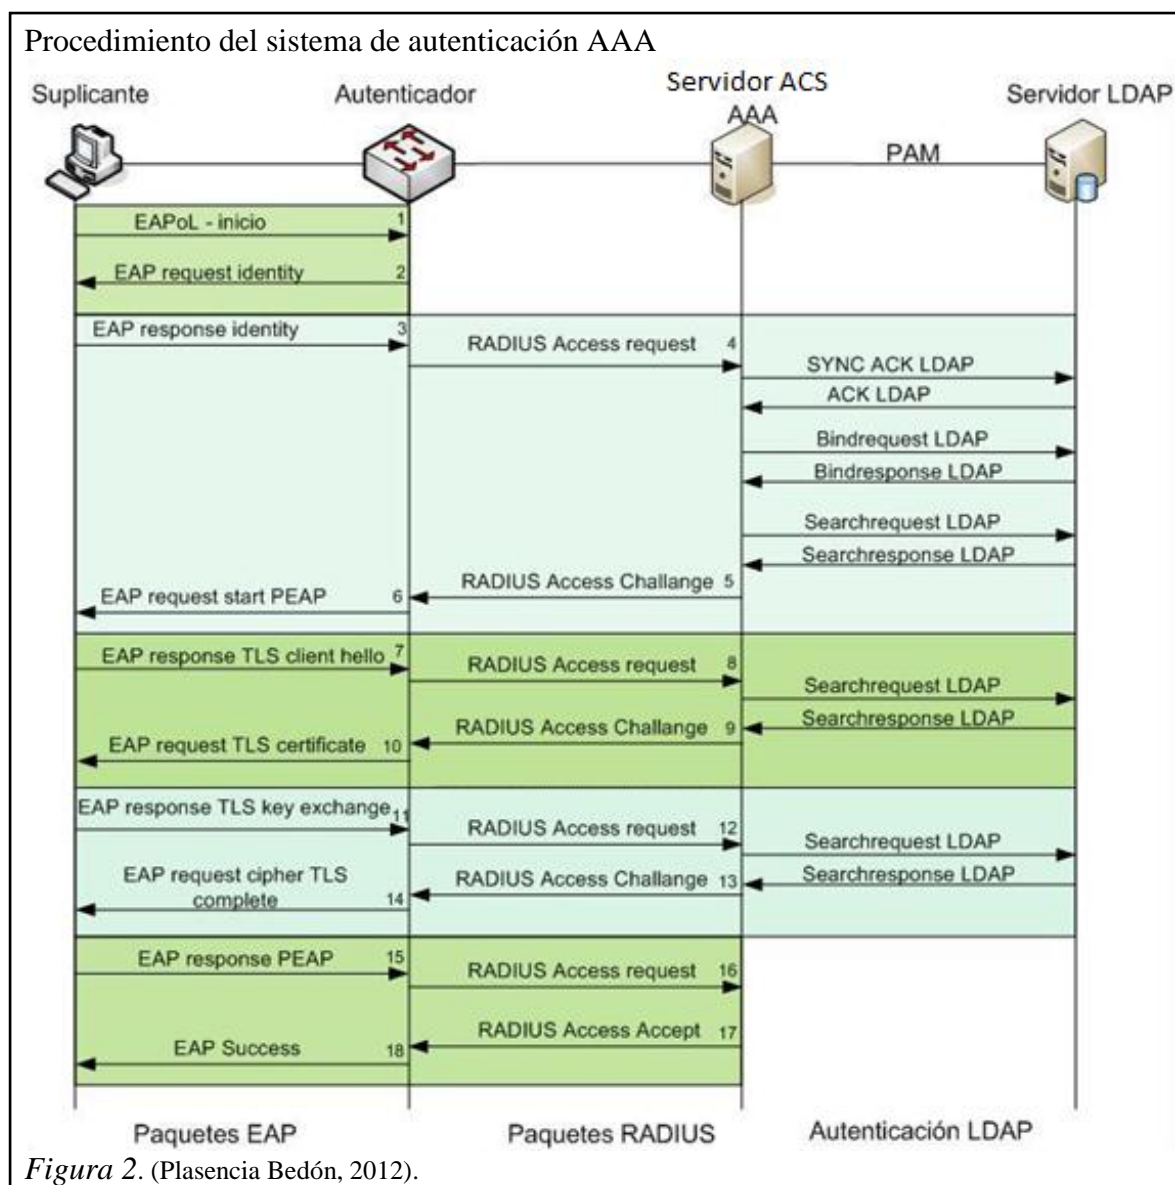 Procedimiento del sistema de autenticación AAA
Suplicante
Autenticador
Servidor ACS
AAA
Servidor LDAP
PAM
EAPoL - inicio 1
EAP request identity 2
EAP response identity 3
RADIUS Access request 4
SYNC ACK LDAP
ACK LDAP
Bindrequest LDAP
Bindresponse LDAP
Searchrequest LDAP
Searchresponse LDAP
RADIUS Access Challange 5
EAP request start PEAP 6
EAP response TLS client hello 7
RADIUS Access request 8
Searchrequest LDAP
Searchresponse LDAP
RADIUS Access Challange 9
EAP request TLS certificate 10
EAP response TLS key exchange 11
RADIUS Access request 12
Searchrequest LDAP
Searchresponse LDAP
RADIUS Access Challange 13
EAP request cipher TLS
complete 14
EAP response PEAP 15
RADIUS Access request 16
RADIUS Access Accept 17
EAP Success 18
Paquetes EAP
Paquetes RADIUS
Autenticación LDAP
Figura 2. (Plasencia Bedón, 2012).